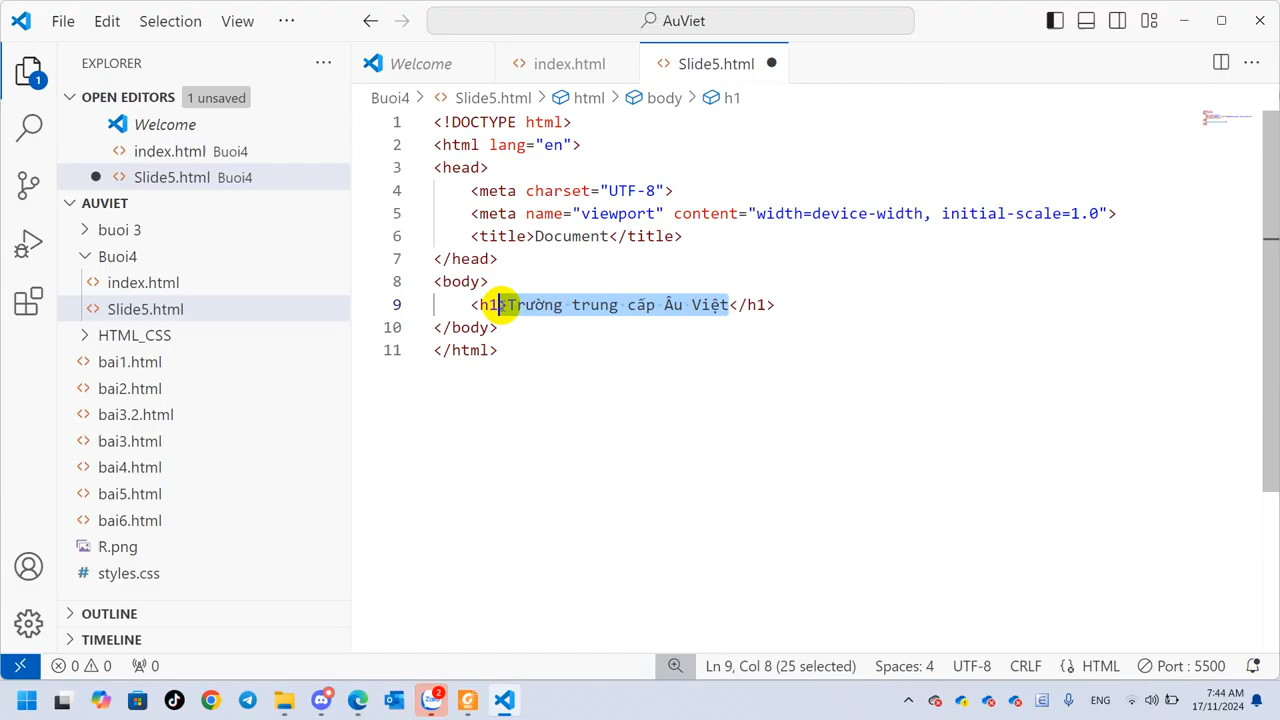 File Edit Selection View ··· AuViet
EXPLORER ···
OPEN EDITORS 1 unsaved
Welcome
index.html Buoi4
Slide5.html Buoi4
AUVIET
buoi 3
Buoi4
index.html
Slide5.html
HTML_CSS
bai1.html
bai2.html
bai3.2.html
bai3.html
bai4.html
bai5.html
bai6.html
R.png
# styles.css
OUTLINE
TIMELINE
Welcome index.html Slide5.html
Buoi4 > Slide5.html > html > body > h1
1 <!DOCTYPE html>
2 <html lang="en">
3 <head>
4 <meta charset="UTF-8">
5 <meta name="viewport" content="width=device-width, initial-scale=1.0">
6 <title>Document</title>
7 </head>
8 <body>
9 <h1>Trường trung cấp Âu Việt</h1>
10 </body>
11 </html>
1
0 0 0 Ln 9, Col 8 (25 selected) Spaces: 4 UTF-8 CRLF HTML Port : 5500
2 ENG 7:44 AM
17/11/2024